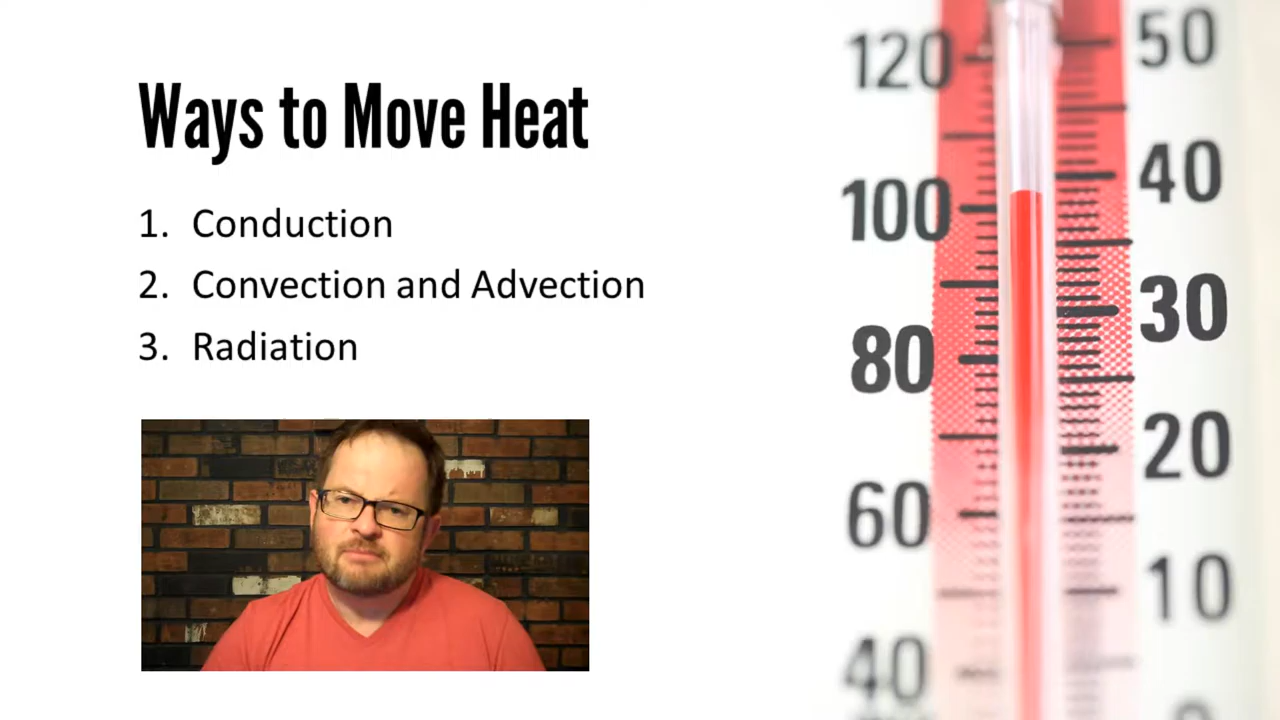 Ways to Move Heat
1. Conduction
2. Convection and Advection
3. Radiation
120 50
100 40
80 30
60 20
40 10